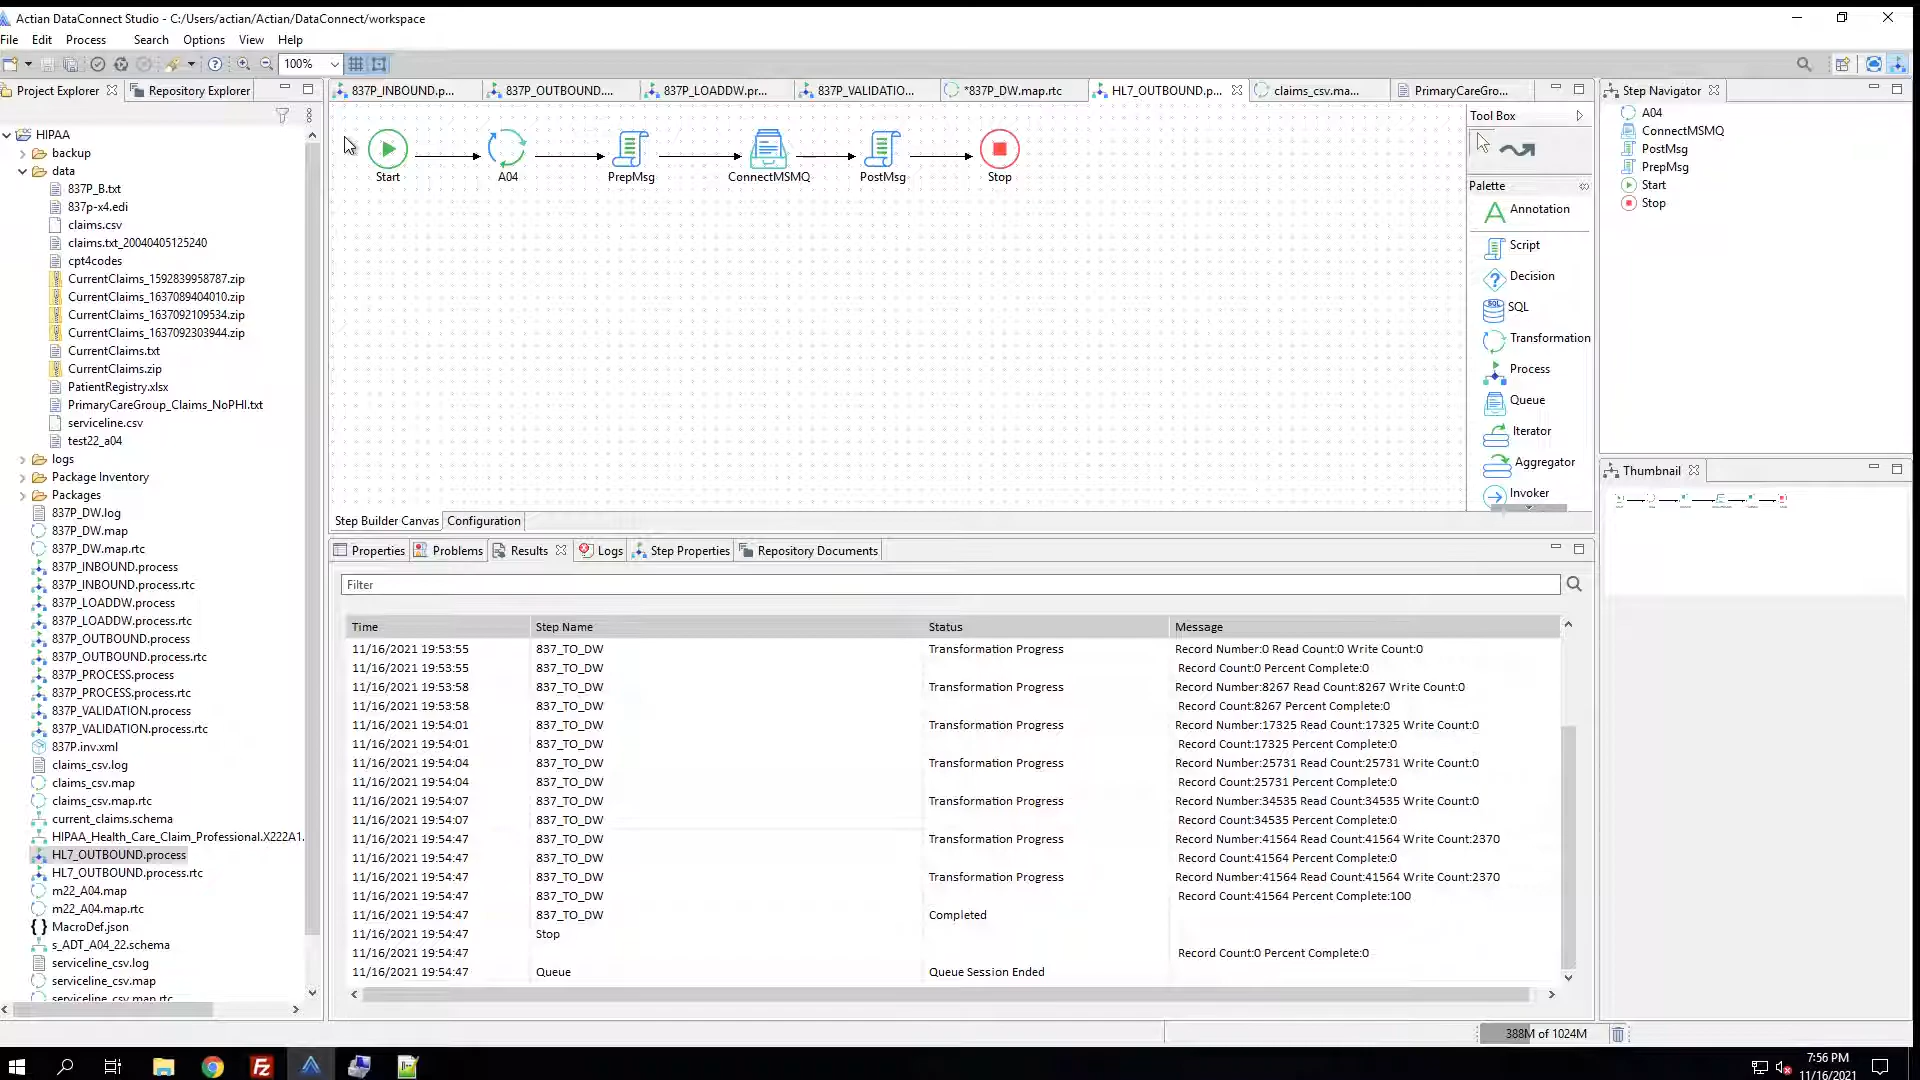 Actian DataConnect Studio - C:/Users/actian/Actian/DataConnect/workspace
File Edit Process Search Options View Help
100%
Project Explorer
Repository Explorer
837P_INBOUND.p...
837P_OUTBOUND....
837P_LOADDW.pr...
837P_VALIDATIO...
*837P_DW.map.rtc
HL7_OUTBOUND.p...
claims_csv.ma...
PrimaryCareGro...
Step Navigator
HIPAA
backup
data
837P_B.txt
837p-x4.edi
claims.csv
claims.txt_20040405125240
cpt4codes
CurrentClaims_1592839958787.zip
CurrentClaims_1637089404010.zip
CurrentClaims_1637092109534.zip
CurrentClaims_1637092303944.zip
CurrentClaims.txt
CurrentClaims.zip
PatientRegistry.xlsx
PrimaryCareGroup_Claims_NoPHI.txt
serviceline.csv
test22_a04
logs
Package Inventory
Packages
837P_DW.log
837P_DW.map
837P_DW.map.rtc
837P_INBOUND.process
837P_INBOUND.process.rtc
837P_LOADDW.process
837P_LOADDW.process.rtc
837P_OUTBOUND.process
837P_OUTBOUND.process.rtc
837P_PROCESS.process
837P_PROCESS.process.rtc
837P_VALIDATION.process
837P_VALIDATION.process.rtc
837P.inv.xml
claims_csv.log
claims_csv.map
claims_csv.map.rtc
current_claims.schema
HIPAA_Health_Care_Claim_Professional.X222A1.
HL7_OUTBOUND.process
HL7_OUTBOUND.process.rtc
m22_A04.map
m22_A04.map.rtc
MacroDef.json
s_ADT_A04_22.schema
serviceline_csv.log
serviceline_csv.map
serviceline_csv.map.rtc
Start
A04
PrepMsg
ConnectMSMQ
PostMsg
Stop
Step Builder Canvas
Configuration
Tool Box
Palette
Annotation
Script
Decision
SQL
SQL
Transformation
Process
Queue
Iterator
Aggregator
Invoker
A04
ConnectMSMQ
PostMsg
PrepMsg
Start
Stop
Thumbnail
Properties
Problems
Results
Logs
Step Properties
Repository Documents
Filter
Time Step Name Status Message
11/16/2021 19:53:55 837_TO_DW Transformation Progress Record Number:0 Read Count:0 Write Count:0
11/16/2021 19:53:55 837_TO_DW Record Count:0 Percent Complete:0
11/16/2021 19:53:58 837_TO_DW Transformation Progress Record Number:8267 Read Count:8267 Write Count:0
11/16/2021 19:53:58 837_TO_DW Record Count:8267 Percent Complete:0
11/16/2021 19:54:01 837_TO_DW Transformation Progress Record Number:17325 Read Count:17325 Write Count:0
11/16/2021 19:54:01 837_TO_DW Record Count:17325 Percent Complete:0
11/16/2021 19:54:04 837_TO_DW Transformation Progress Record Number:25731 Read Count:25731 Write Count:0
11/16/2021 19:54:04 837_TO_DW Record Count:25731 Percent Complete:0
11/16/2021 19:54:07 837_TO_DW Transformation Progress Record Number:34535 Read Count:34535 Write Count:0
11/16/2021 19:54:07 837_TO_DW Record Count:34535 Percent Complete:0
11/16/2021 19:54:47 837_TO_DW Transformation Progress Record Number:41564 Read Count:41564 Write Count:2370
11/16/2021 19:54:47 837_TO_DW Record Count:41564 Percent Complete:0
11/16/2021 19:54:47 837_TO_DW Transformation Progress Record Number:41564 Read Count:41564 Write Count:2370
11/16/2021 19:54:47 837_TO_DW Record Count:41564 Percent Complete:100
11/16/2021 19:54:47 837_TO_DW Completed
11/16/2021 19:54:47 Stop
11/16/2021 19:54:47 Record Count:0 Percent Complete:0
11/16/2021 19:54:47 Queue Queue Session Ended
388M of 1024M
7:56 PM
11/16/2021